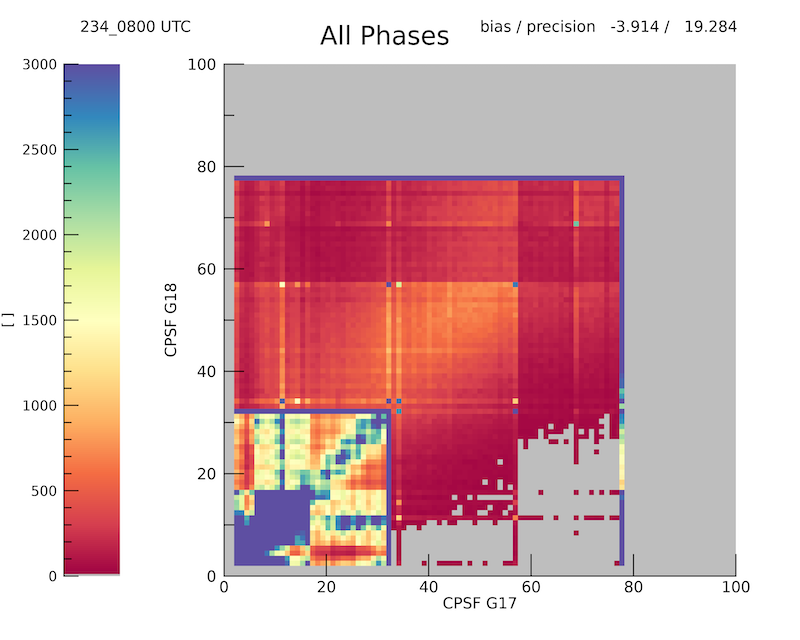 234_0800 UTC
All Phases
bias / precision -3.914 / 19.284
3000
2500
2000
1500
1000
500
0
[ ]
100
80
60
40
20
0
CPSF G18
0 20 40 60 80 100
CPSF G17